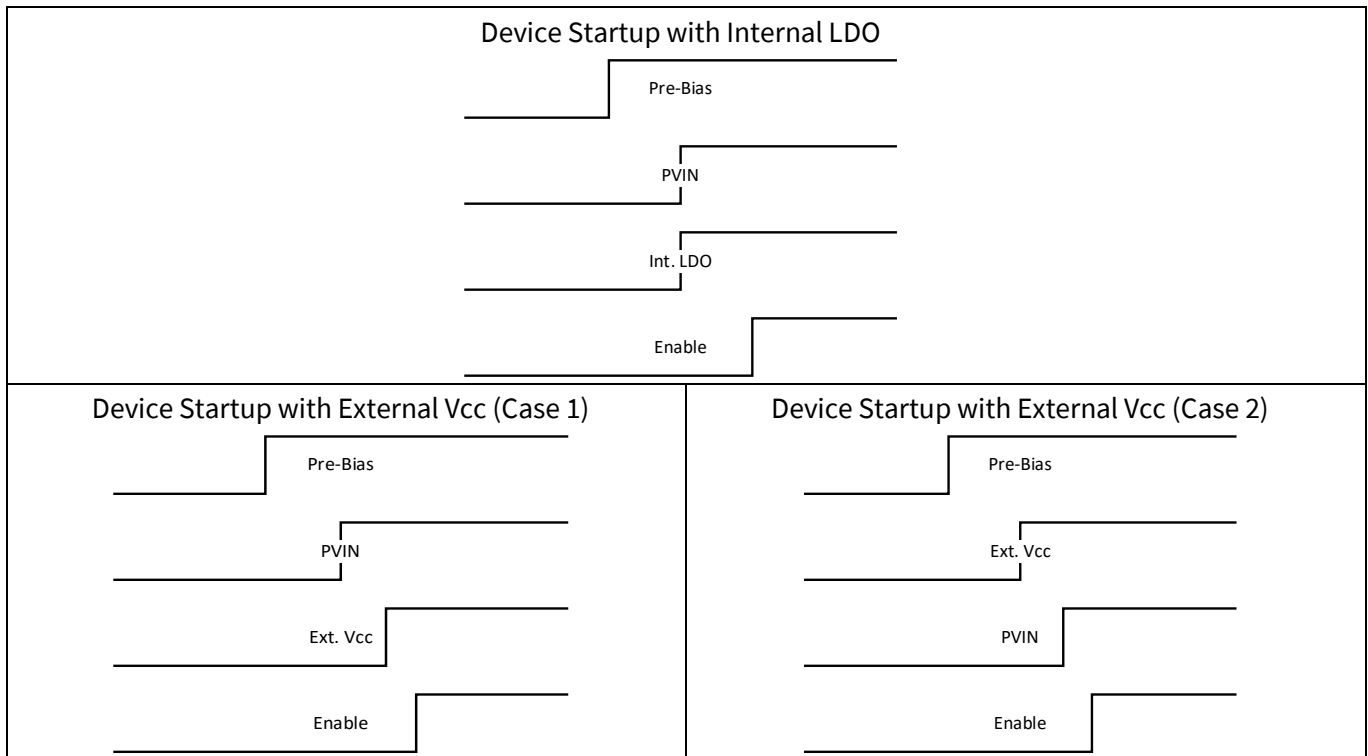 Device Startup with Internal LDO
Pre-Bias
PVIN
Int. LDO
Enable
Device Startup with External Vcc (Case 1)
Pre-Bias
PVIN
Ext. Vcc
Enable
Device Startup with External Vcc (Case 2)
Pre-Bias
Ext. Vcc
PVIN
Enable